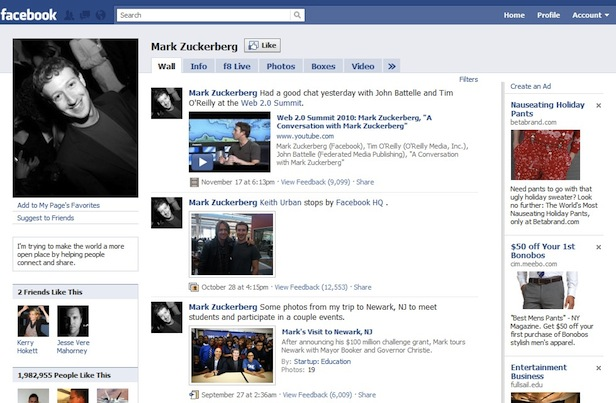 facebook
Search
Home Profile Account
Mark Zuckerberg Like
Wall Info f8 Live Photos Boxes Video »
Filters
Mark Zuckerberg Had a good chat yesterday with John Battelle and Tim
O'Reilly at the Web 2.0 Summit.
Web 2.0 Summit 2010: Mark Zuckerberg, "A
Conversation with Mark Zuckerberg"
www.youtube.com
Mark Zuckerberg (Facebook), Tim O'Reilly (O'Reilly Media, Inc.),
John Battelle (Federated Media Publishing), "A Conversation
with Mark Zuckerberg"
November 17 at 6:13pm · View Feedback (9,099) · Share
Mark Zuckerberg Keith Urban stops by Facebook HQ .
October 28 at 4:15pm · View Feedback (12,553) · Share
Mark Zuckerberg Some photos from my trip to Newark, NJ to meet
students and participate in a couple events.
Mark's Visit to Newark, NJ
After announcing his $100 million challenge grant, Mark tours
Newark with Mayor Booker and Governor Christie.
By: Startup: Education
Photos: 19
September 27 at 2:36am · View Feedback (6,009) · Share
Add to My Page's Favorites
Suggest to Friends
I'm trying to make the world a more
open place by helping people
connect and share.
2 Friends Like This
Kerry
Hokett
Jesse Vere
Mahorney
1,982,955 People Like This
Create an Ad
Nauseating Holiday
Pants
betabrand.com
Need pants to go with that
ugly holiday sweater? Look
no further: The World's Most
Nauseating Holiday Pants,
only at Betabrand.com
$50 off Your 1st
Bonobos
cim.meebo.com
"Best Mens Pants" - NY
Magazine. Get $50 off your
first purchase of Bonobos
stylish men's apparel.
Entertainment
Business
fullsail.edu